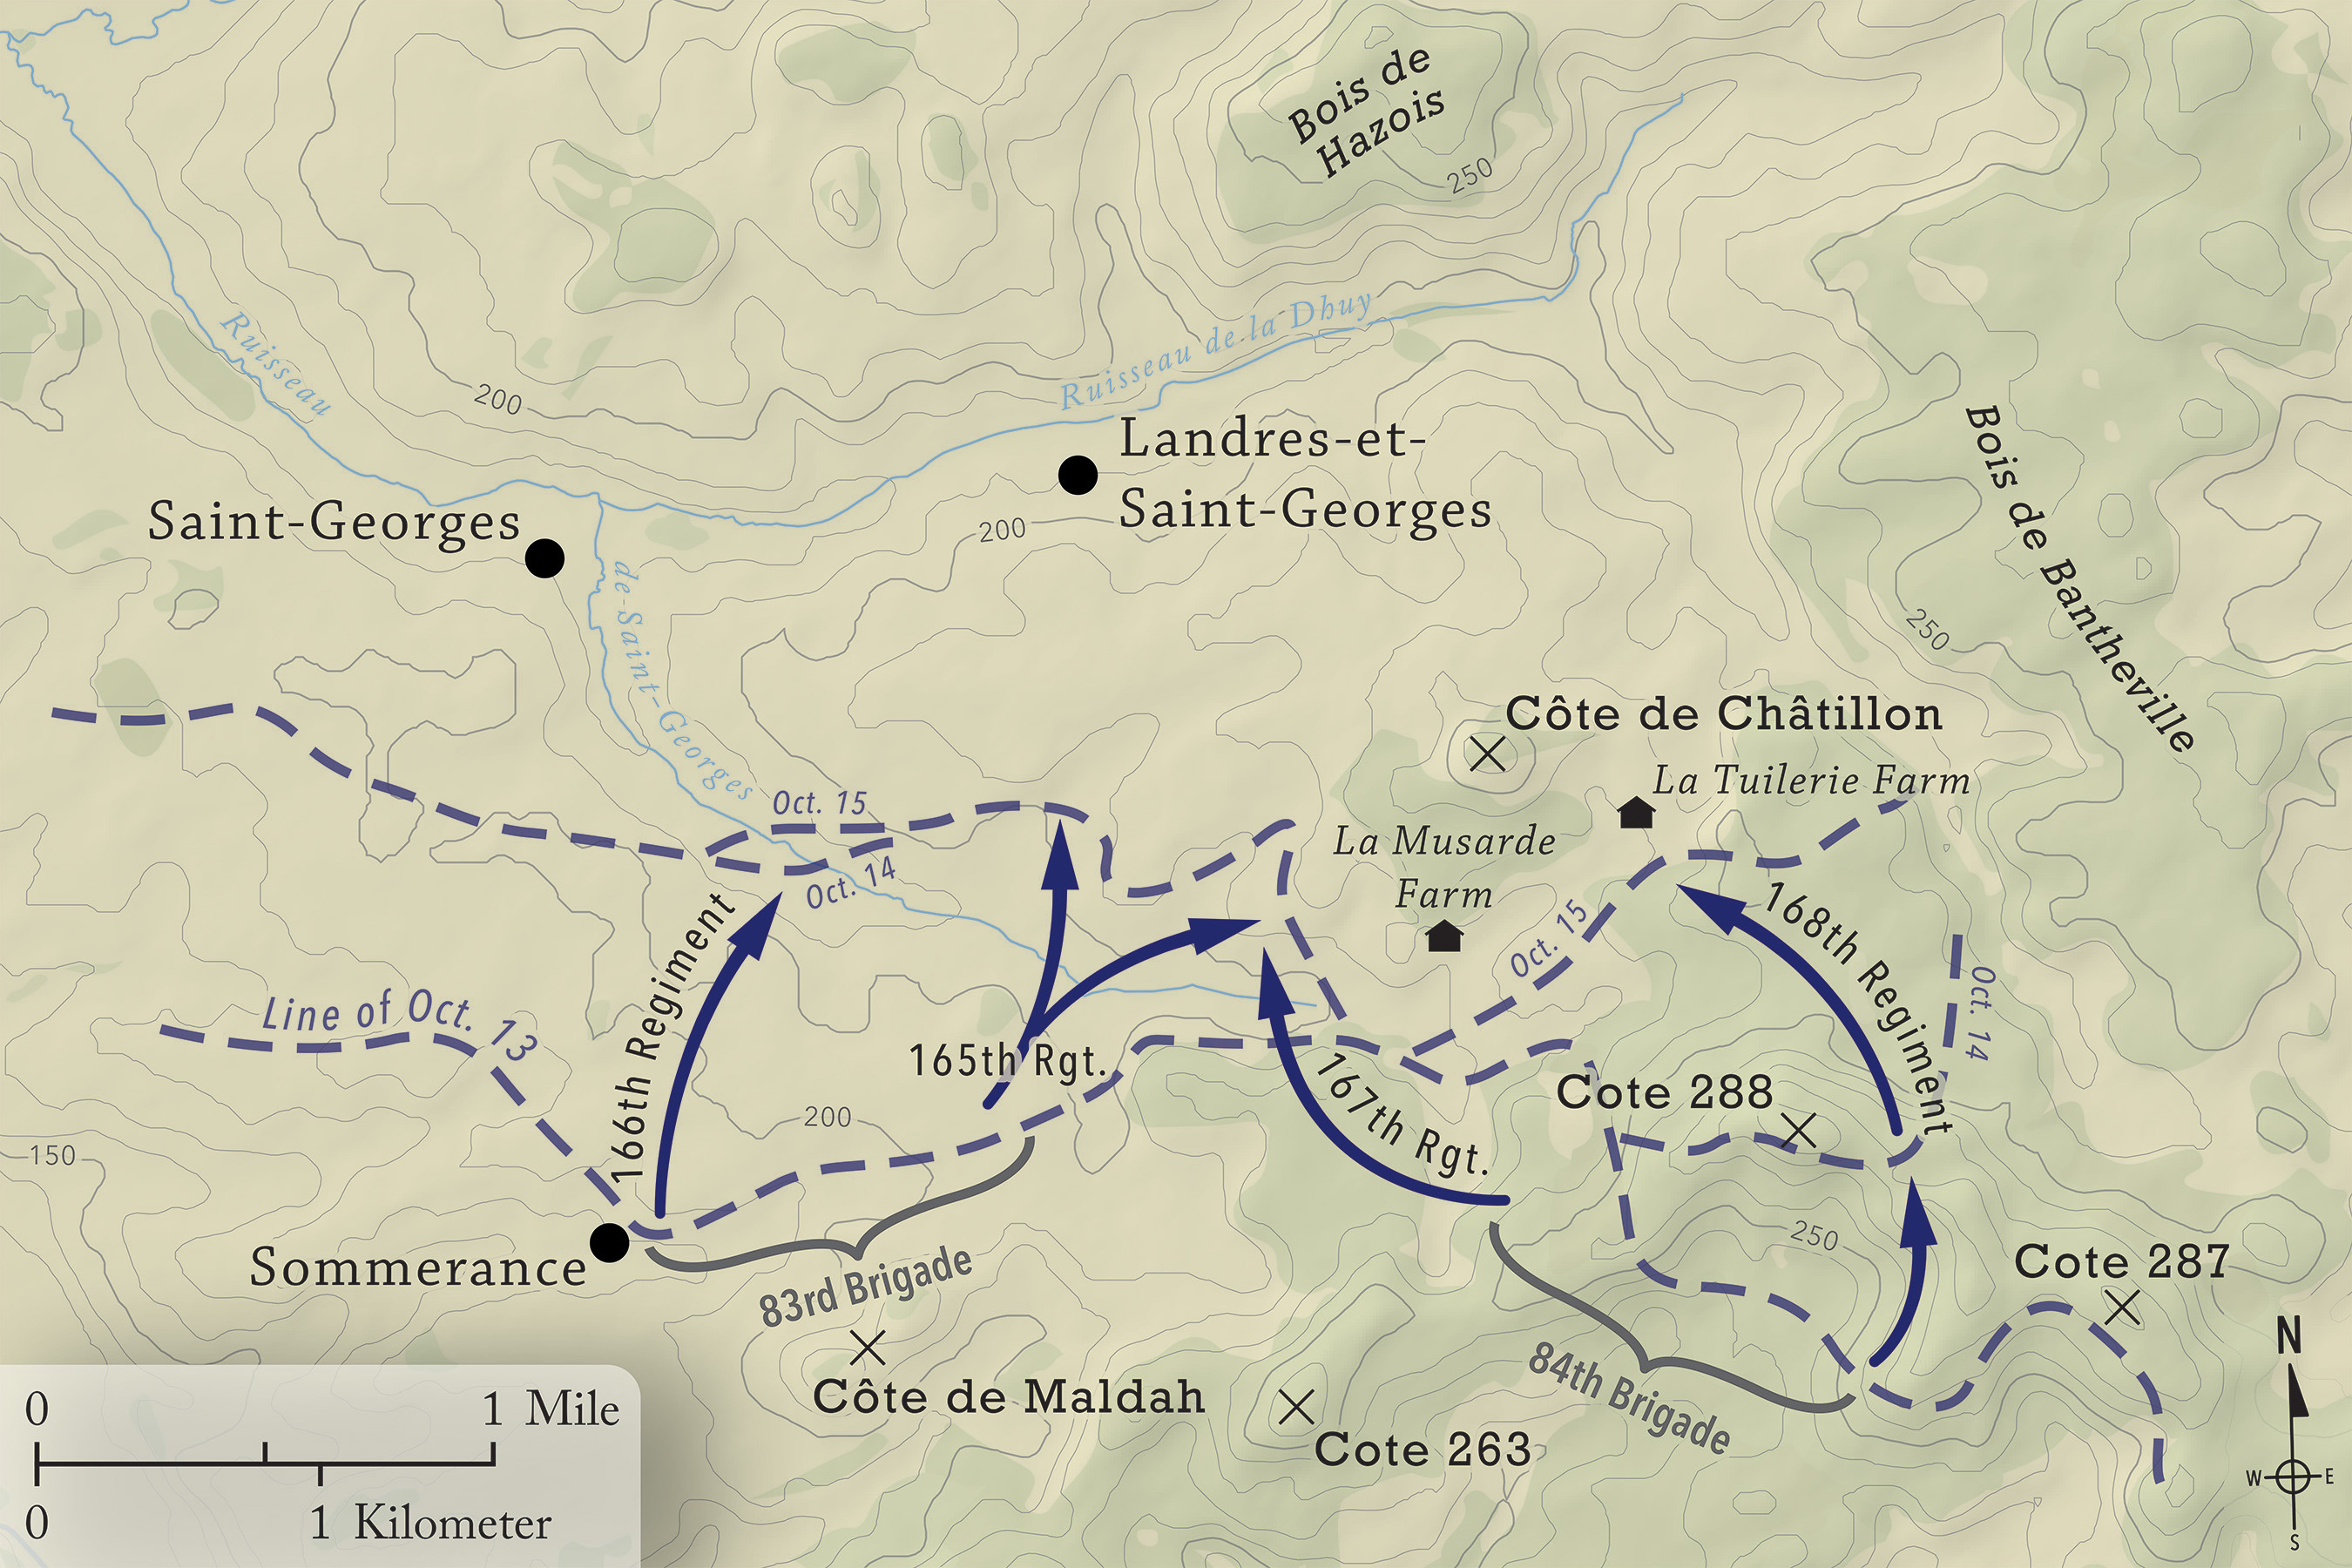 Bois de
Hazois
250
Ruisseau
Ruisseau de la Dhuy
200
Landres-et-
Saint-Georges
Saint-Georges
200
de Saint-Georges
Bois de Bantheville
250
Côte de Châtillon
La Tuilerie Farm
Oct. 15
La Musarde
Farm
Oct. 14
166th Regiment
168th Regiment
Oct. 15
Line of Oct. 13
Oct. 14
165th Rgt.
167th Rgt.
Cote 288
200
150
250
Sommerance
83rd Brigade
Cote 287
Côte de Maldah
84th Brigade
Cote 263
N
W
E
S
0
1 Mile
0
1 Kilometer